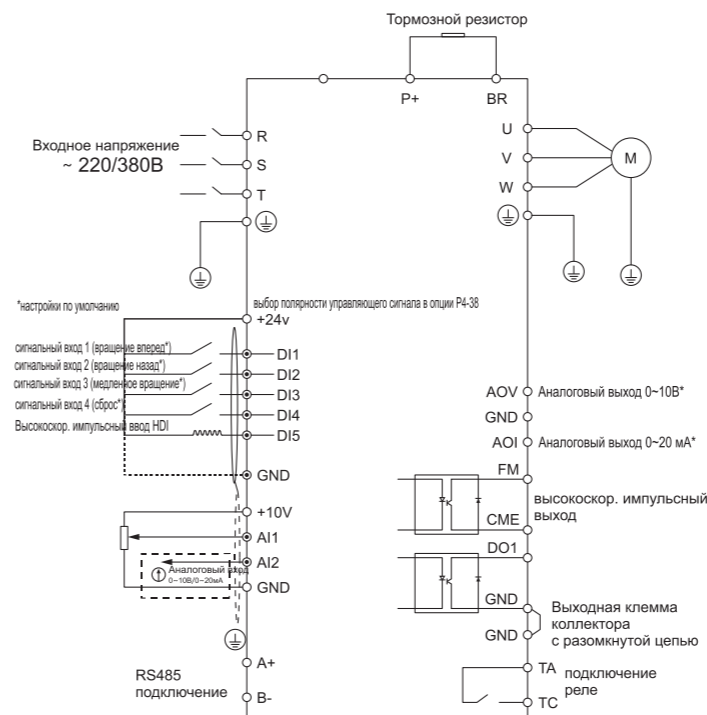 Тормозной резистор
P+
BR
Входное напряжение
~ 220/380В
R
S
T
U
V
W
M
*настройки по умолчанию
выбор полярности управляющего сигнала в опции P4-38
+24v
сигнальный вход 1 (вращение вперед*)
DI1
сигнальный вход 2 (вращение назад*)
DI2
сигнальный вход 3 (медленное вращение*)
DI3
сигнальный вход 4 (сброс*)
DI4
Высокоскор. импульсный ввод HDI
DI5
GND
+10V
AI1
AI2
Аналоговый вход
0~10В/0~20мА
GND
RS485
подключение
A+
B-
AOV
Аналоговый выход 0~10В*
GND
AOI
Аналоговый выход 0~20 мА*
FM
высокоскор. импульсный
выход
CME
DO1
GND
Выходная клемма
коллектора
с разомкнутой цепью
GND
TA
подключение
реле
TC